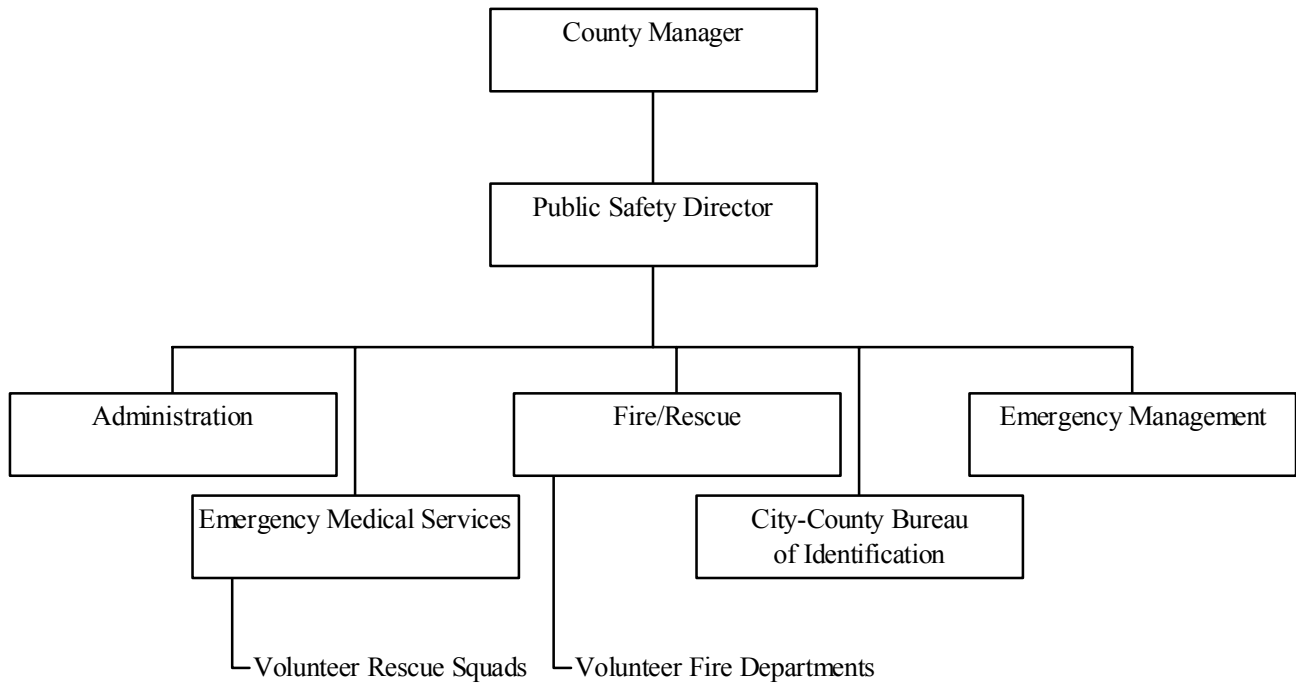 County Manager
Public Safety Director
Administration
Fire/Rescue
Emergency Management
Emergency Medical Services
City-County Bureau
of Identification
Volunteer Rescue Squads
Volunteer Fire Departments